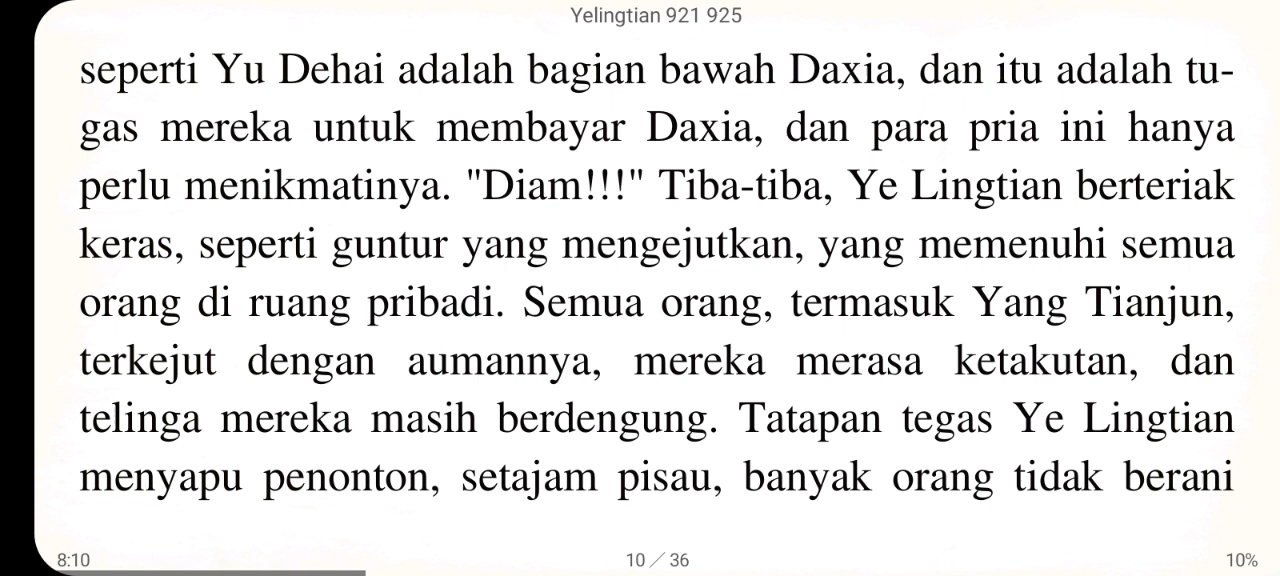 Yelingtian 921 925
seperti Yu Dehai adalah bagian bawah Daxia, dan itu adalah tu-
gas mereka untuk membayar Daxia, dan para pria ini hanya
perlu menikmatinya. "Diam!!!" Tiba-tiba, Ye Lingtian berteriak
keras, seperti guntur yang mengejutkan, yang memenuhi semua
orang di ruang pribadi. Semua orang, termasuk Yang Tianjun,
terkejut dengan aumannya, mereka merasa ketakutan, dan
telinga mereka masih berdengung. Tatapan tegas Ye Lingtian
menyapu penonton, setajam pisau, banyak orang tidak berani
8:10
10 / 36
10%